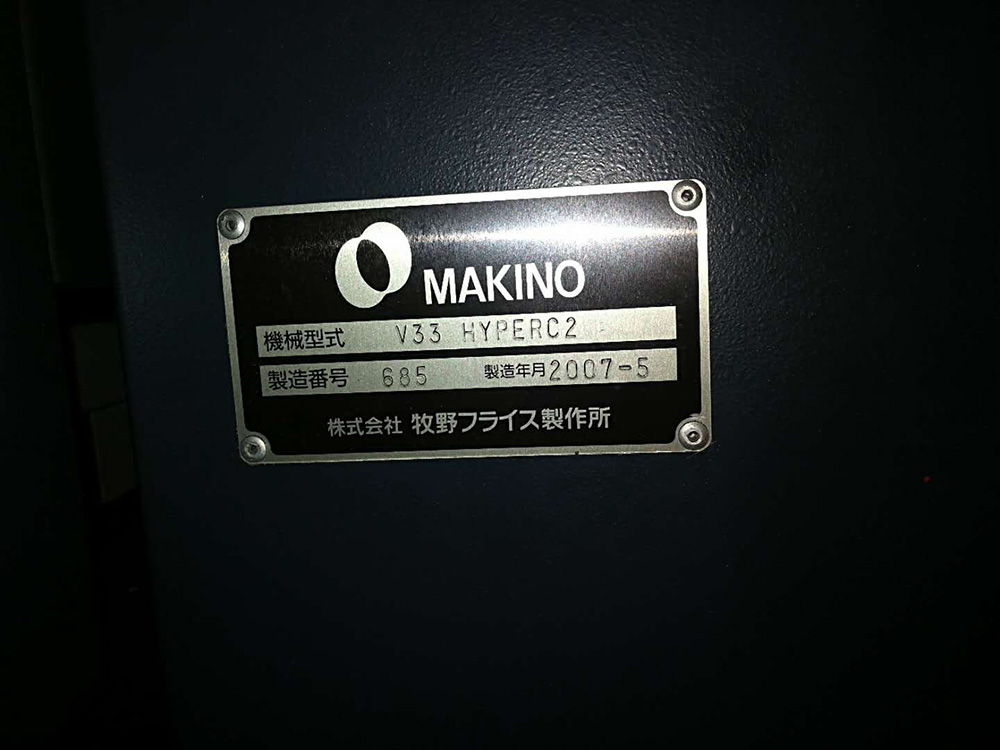 MAKINO
機械型式 V33 HYPERC2
製造番号 685 製造年月 2007-5
株式会社 牧野フライス製作所